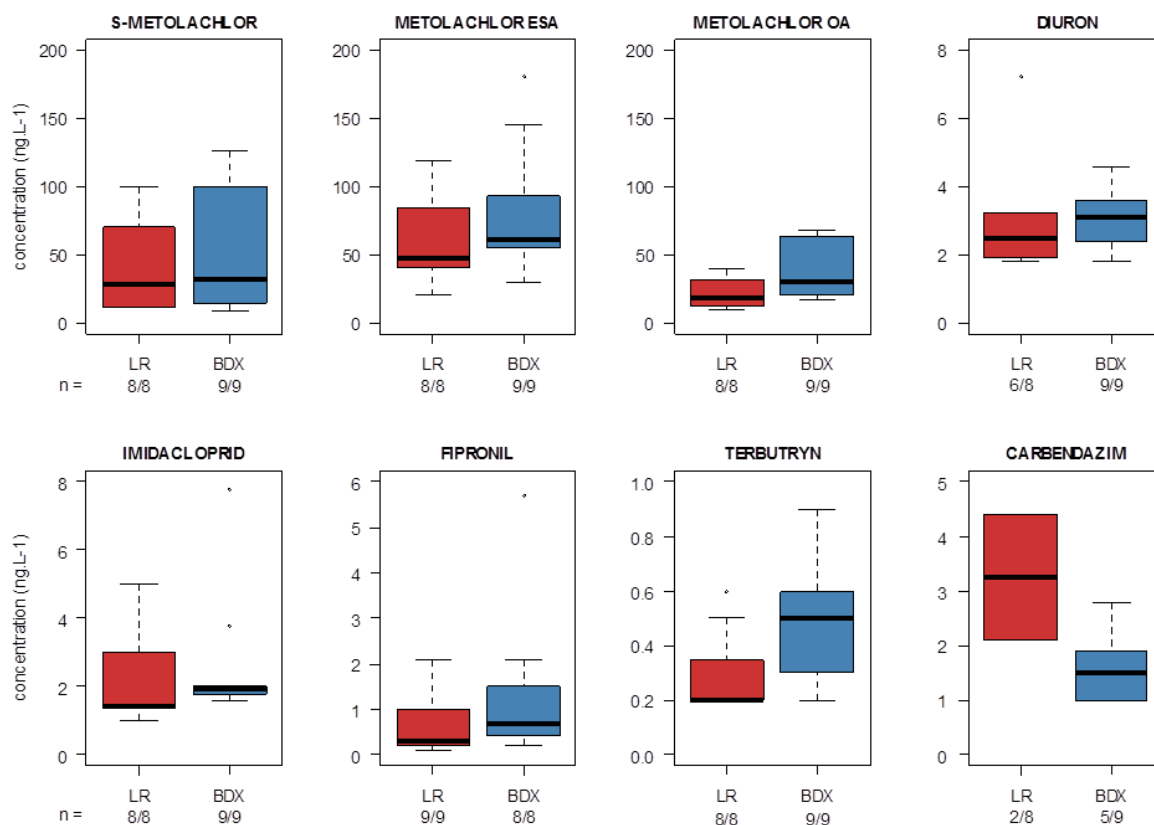 S-METOLACHLOR METOLACHLOR ESA METOLACHLOR OA DIURON
concentration (ng.L-1)
200 200 200 8
150 150 150 6
100 100 100 4
50 50 50 2
0 0 0 0
LR BDX LR BDX LR BDX LR BDX
n = 8/8 9/9 8/8 9/9 8/8 9/9 6/8 9/9
IMIDACLOPRID FIPRONIL TERBUTRYN CARBENDAZIM
concentration (ng.L-1)
8 6 1.0 5
6 5 0.8 4
4 4 0.6 3
2 3 0.4 2
0 2 0.2 1
1 0.0 0
0
LR BDX LR BDX LR BDX LR BDX
n = 8/8 9/9 9/9 8/8 8/8 9/9 2/8 5/9